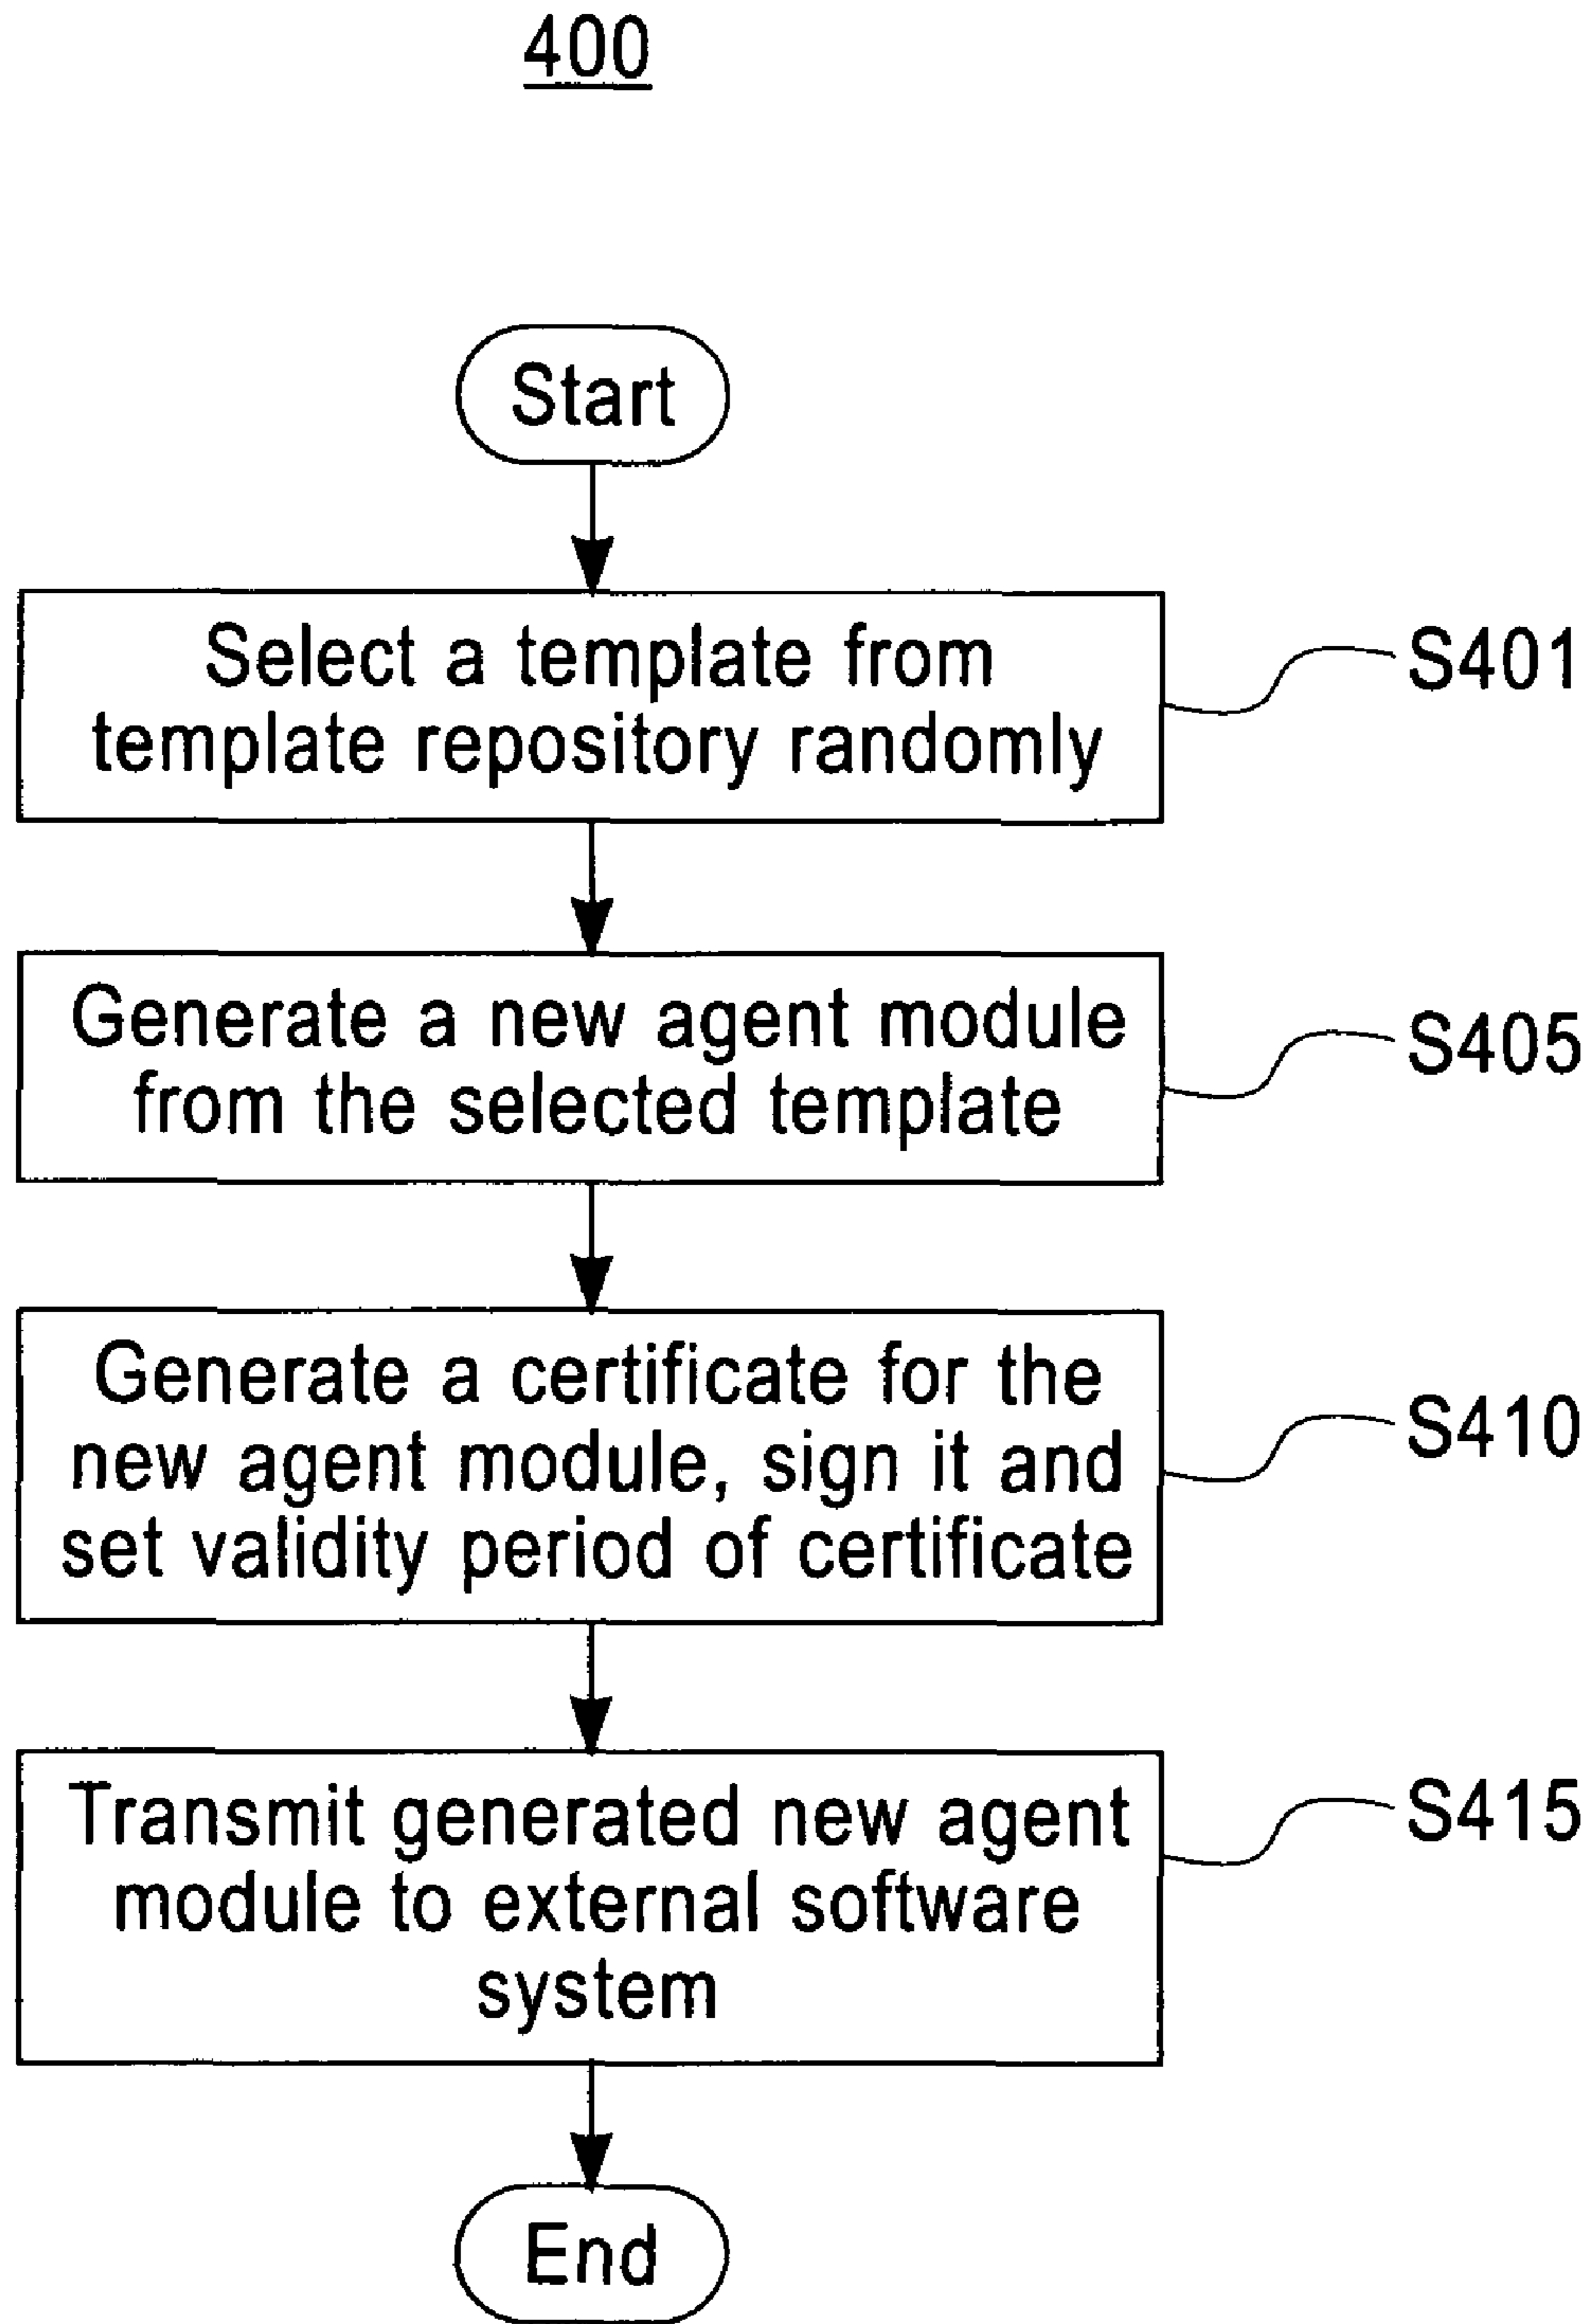 400
Start
Select a template from
template repository randomly
S401
Generate a new agent module
from the selected template
S405
Generate a certificate for the
new agent module, sign it and
set validity period of certificate
S410
Transmit generated new agent
module to external software
system
S415
End